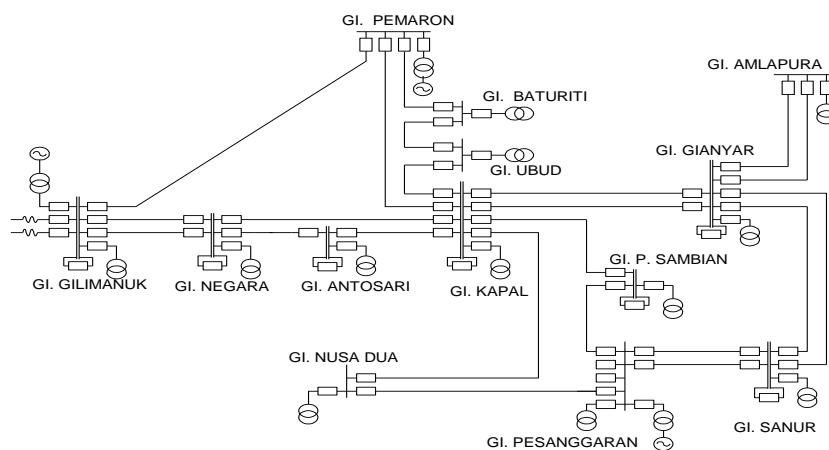 GI. PEMARON
GI. AMLAPURA
GI. BATURITI
GI. GIANYAR
GI. UBUD
GI. P. SAMBIAN
GI. GILIMANUK
GI. NEGARA
GI. ANTOSARI
GI. KAPAL
GI. NUSA DUA
GI. SANUR
GI. PESANGGARAN